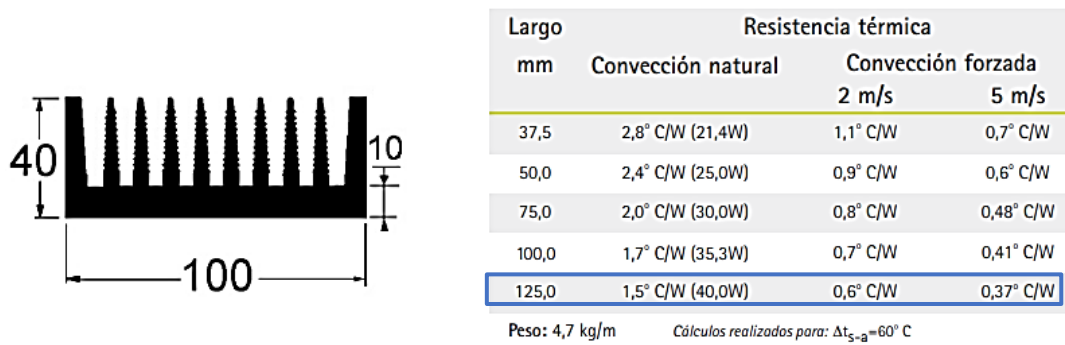 40
10
100
Largo Resistencia térmica
mm Convección natural Convección forzada
2 m/s 5 m/s
37,5 2,8° C/W (21,4W) 1,1° C/W 0,7° C/W
50,0 2,4° C/W (25,0W) 0,9° C/W 0,6° C/W
75,0 2,0° C/W (30,0W) 0,8° C/W 0,48° C/W
100,0 1,7° C/W (35,3W) 0,7° C/W 0,41° C/W
125,0 1,5° C/W (40,0W) 0,6° C/W 0,37° C/W
Peso: 4,7 kg/m Cálculos realizados para: Δts-a=60° C